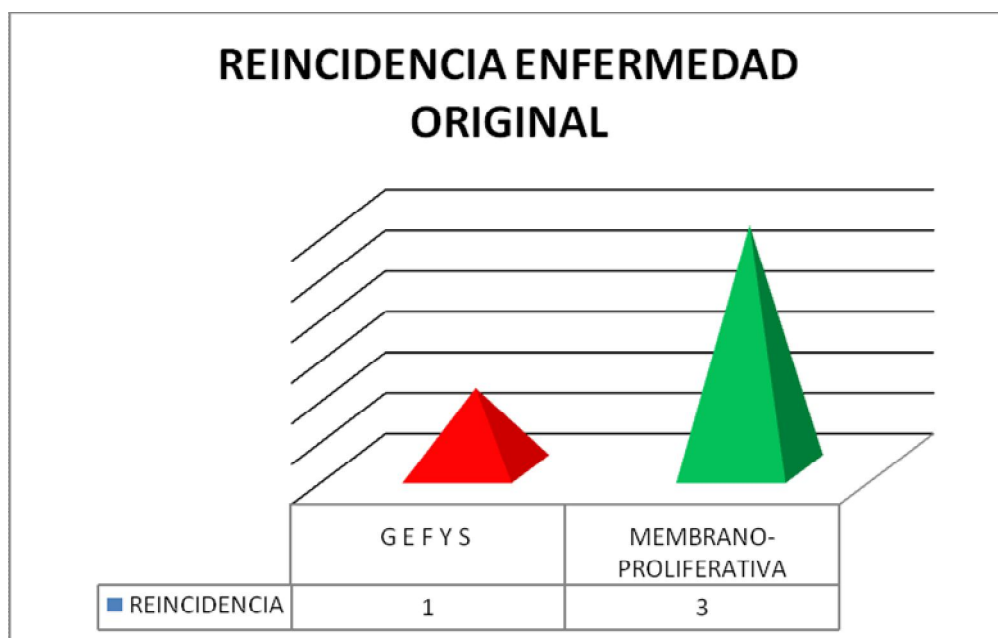 REINCIDENCIA ENFERMEDAD
ORIGINAL
G E F Y S
MEMBRANO-
PROLIFERATIVA
REINCIDENCIA 1 3